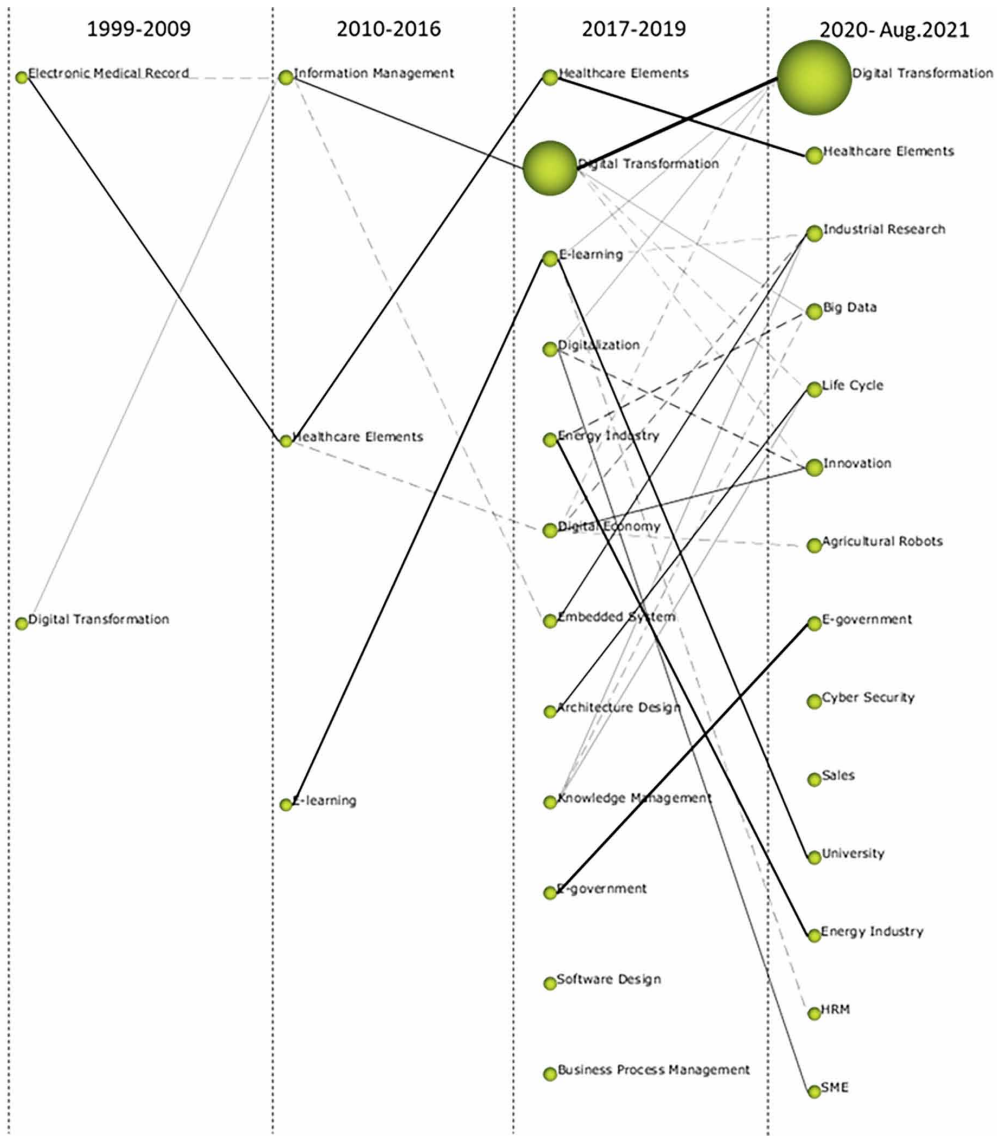 1999-2009
2010-2016
2017-2019
2020- Aug.2021
Electronic Medical Record
Digital Transformation
Information Management
Healthcare Elements
E-learning
Healthcare Elements
Digital Transformation
E-learning
Digitalization
Energy Industry
Digital Economy
Embedded System
Architecture Design
Knowledge Management
E-government
Software Design
Business Process Management
Digital Transformation
Healthcare Elements
Industrial Research
Big Data
Life Cycle
Innovation
Agricultural Robots
E-government
Cyber Security
Sales
University
Energy Industry
HRM
SME